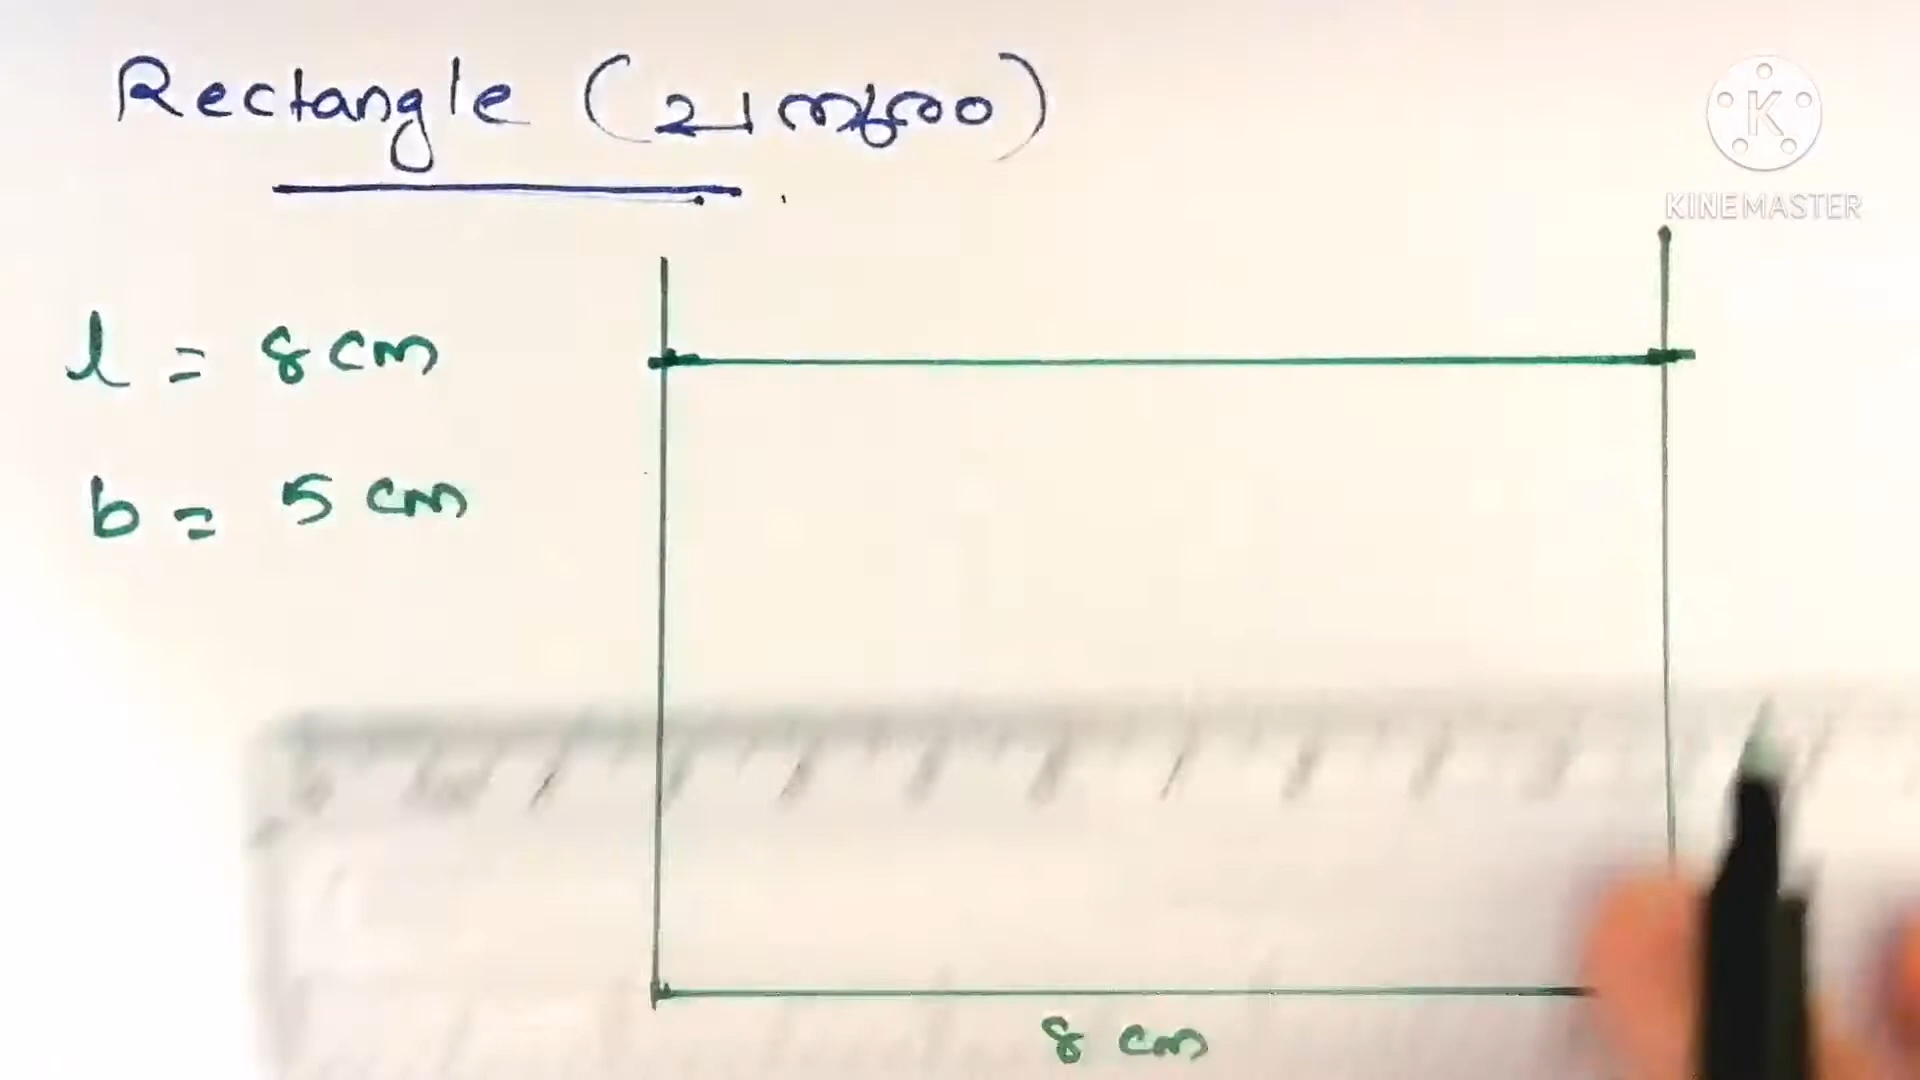 Rectangle (ചതുരം)
K
KINEMASTER
l = 8 cm
b = 5 cm
8 cm